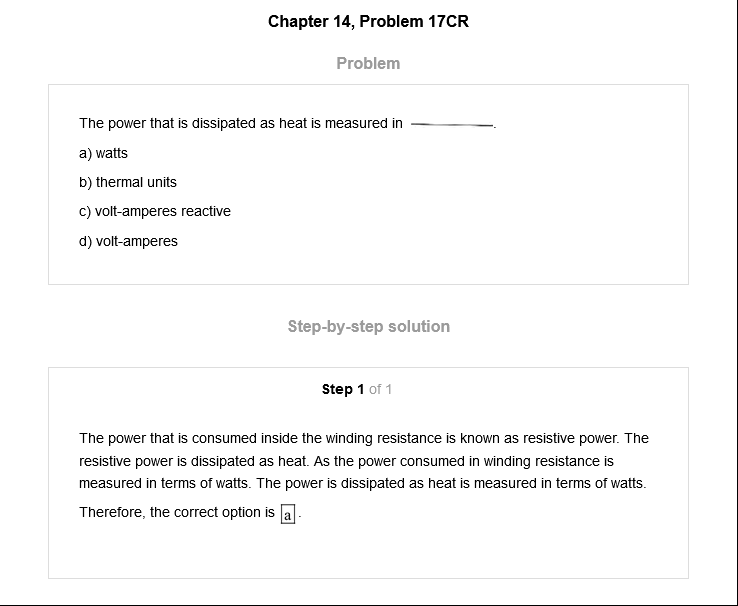 Chapter 14, Problem 17CR
Problem
The power that is dissipated as heat is measured in ________.
a) watts
b) thermal units
c) volt-amperes reactive
d) volt-amperes
Step-by-step solution
Step 1 of 1
The power that is consumed inside the winding resistance is known as resistive power. The
resistive power is dissipated as heat. As the power consumed in winding resistance is
measured in terms of watts. The power is dissipated as heat is measured in terms of watts.
Therefore, the correct option is a.